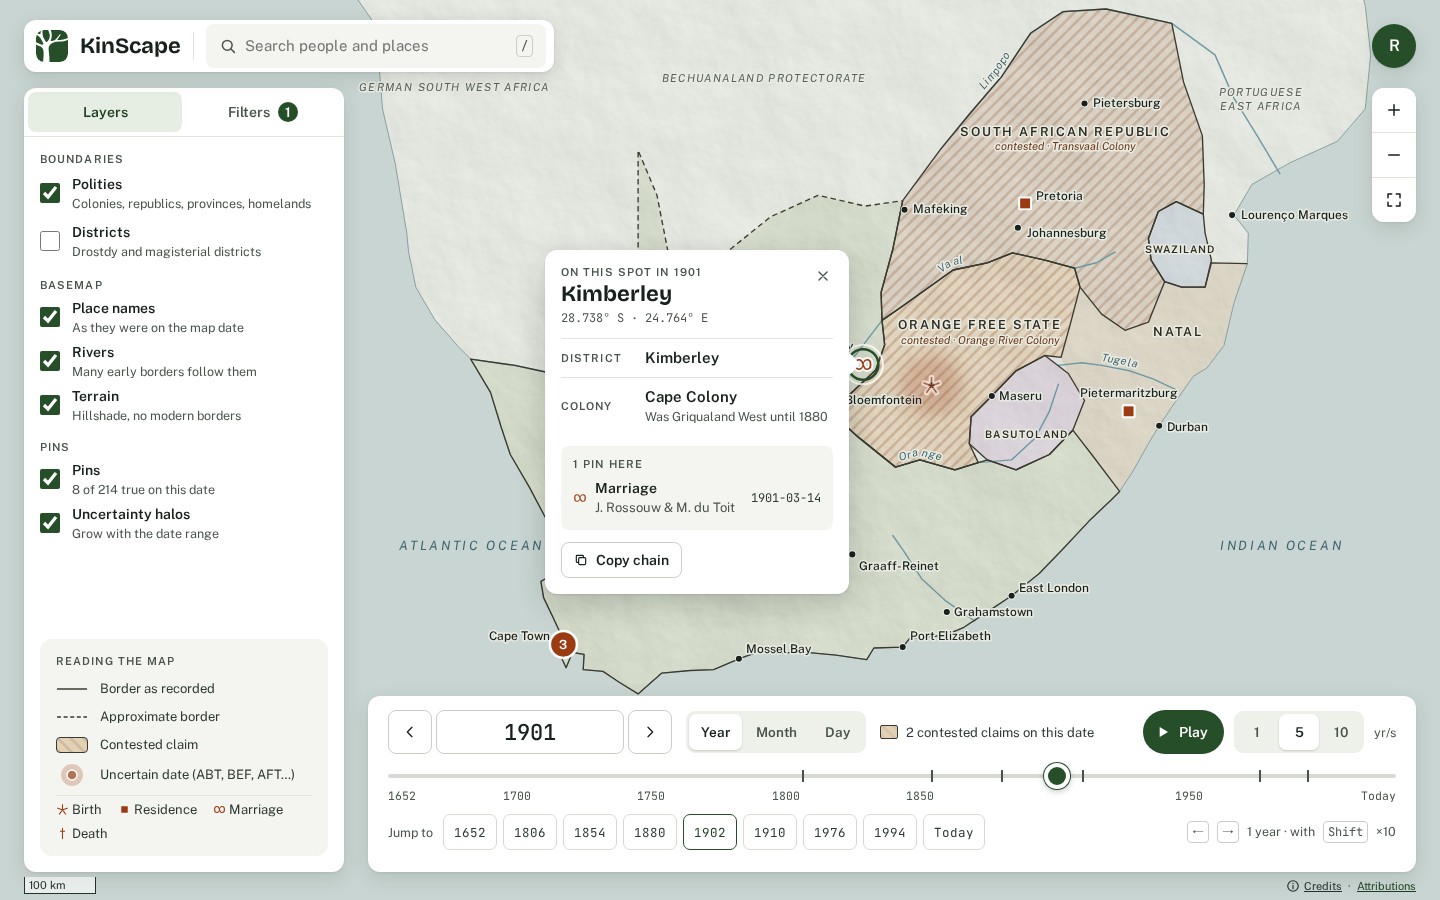 KinScape
Search people and places
/
R
Layers
Filters 1
BOUNDARIES
Polities
Colonies, republics, provinces, homelands
Districts
Drostdy and magisterial districts
BASEMAP
Place names
As they were on the map date
Rivers
Many early borders follow them
Terrain
Hillshade, no modern borders
PINS
Pins
8 of 214 true on this date
Uncertainty halos
Grow with the date range
READING THE MAP
Border as recorded
Approximate border
Contested claim
Uncertain date (ABT, BEF, AFT…)
Birth
Residence
Marriage
Death
100 km
GERMAN SOUTH WEST AFRICA
BECHUANALAND PROTECTORATE
Limpopo
PORTUGUESE
EAST AFRICA
Pietersburg
SOUTH AFRICAN REPUBLIC
contested · Transvaal Colony
Pretoria
Mafeking
Johannesburg
Lourenço Marques
SWAZILAND
Vaal
ORANGE FREE STATE
contested · Orange River Colony
NATAL
Tugela
Bloemfontein
Maseru
Pietermaritzburg
Durban
BASUTOLAND
Orange
ATLANTIC OCEAN
INDIAN OCEAN
Graaff-Reinet
East London
Grahamstown
Port Elizabeth
Mossel Bay
Cape Town
3
ON THIS SPOT IN 1901
Kimberley
28.738° S · 24.764° E
DISTRICT
Kimberley
COLONY
Cape Colony
Was Griqualand West until 1880
1 PIN HERE
Marriage
J. Rossouw & M. du Toit
1901-03-14
Copy chain
1901
Year
Month
Day
2 contested claims on this date
Play
1
5
10
yr/s
1652
1700
1750
1800
1850
1950
Today
Jump to
1652
1806
1854
1880
1902
1910
1976
1994
Today
← → 1 year · with Shift ×10
Credits · Attributions